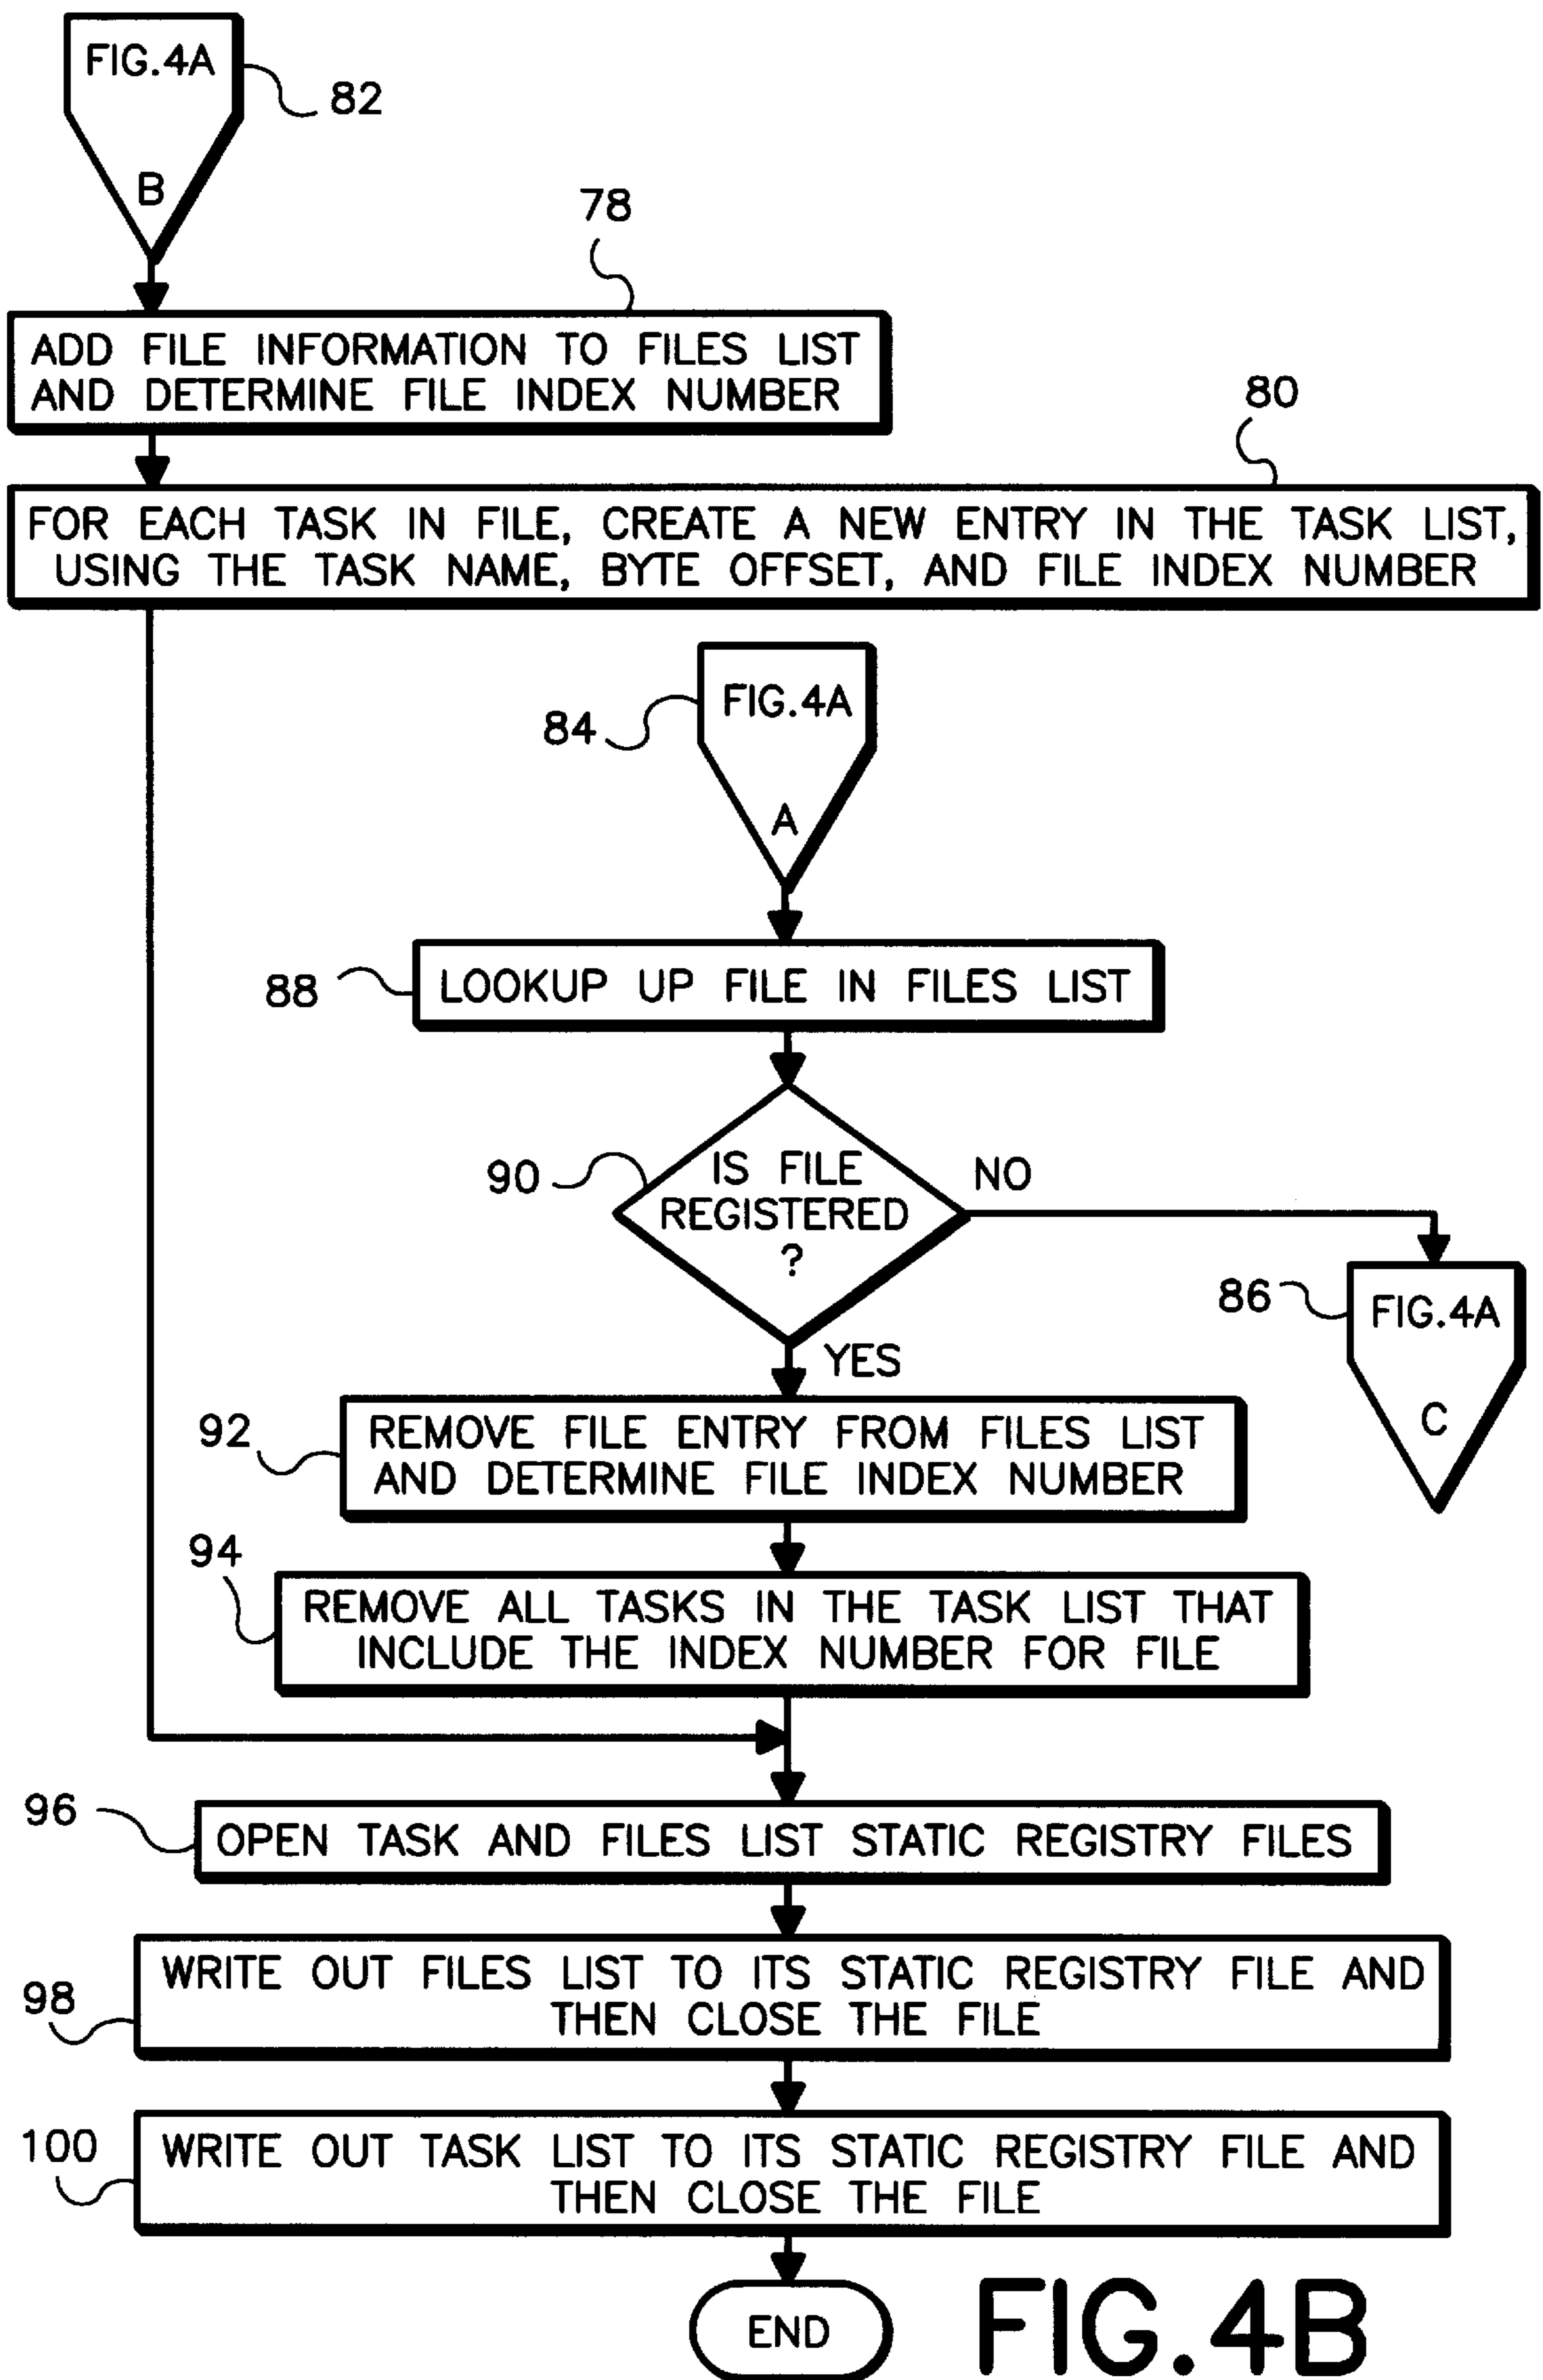 FIG.4A
82
B
78
ADD FILE INFORMATION TO FILES LIST
AND DETERMINE FILE INDEX NUMBER
80
FOR EACH TASK IN FILE, CREATE A NEW ENTRY IN THE TASK LIST,
USING THE TASK NAME, BYTE OFFSET, AND FILE INDEX NUMBER
FIG.4A
84
A
88
LOOKUP UP FILE IN FILES LIST
90
IS FILE
REGISTERED
?
NO
YES
86
FIG.4A
C
92
REMOVE FILE ENTRY FROM FILES LIST
AND DETERMINE FILE INDEX NUMBER
94
REMOVE ALL TASKS IN THE TASK LIST THAT
INCLUDE THE INDEX NUMBER FOR FILE
96
OPEN TASK AND FILES LIST STATIC REGISTRY FILES
98
WRITE OUT FILES LIST TO ITS STATIC REGISTRY FILE AND
THEN CLOSE THE FILE
100
WRITE OUT TASK LIST TO ITS STATIC REGISTRY FILE AND
THEN CLOSE THE FILE
END
FIG.4B